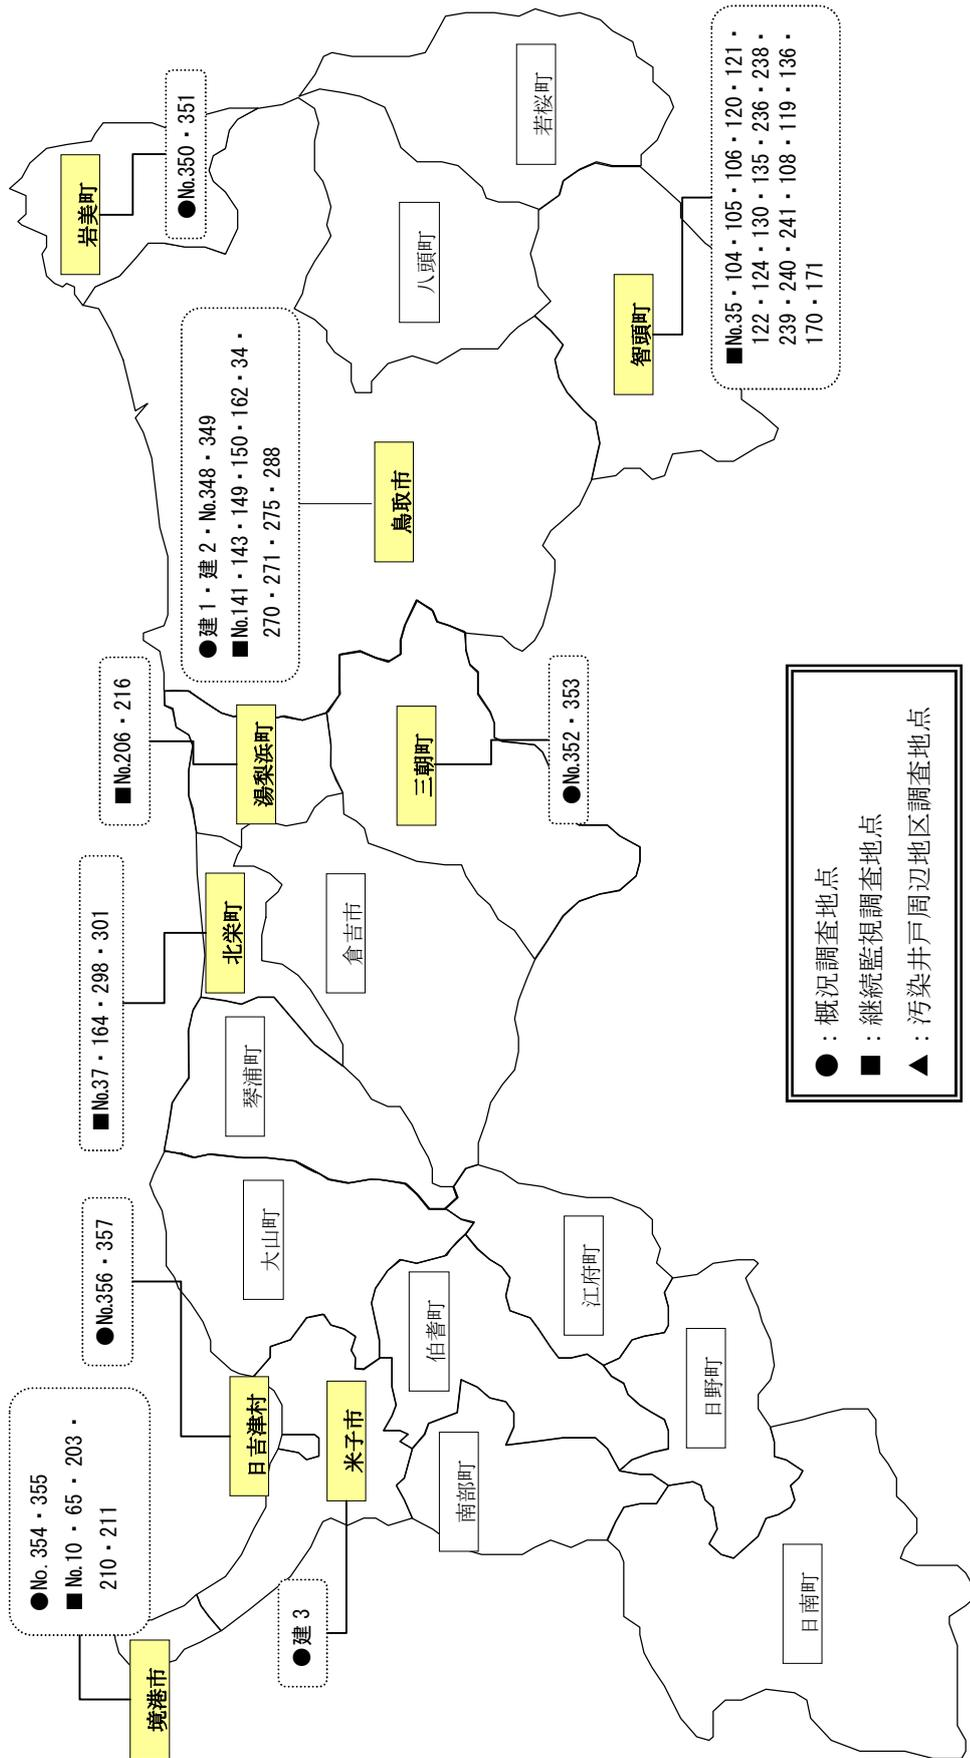 境港市
●No. 354・355
■No.10・65・203・
210・211
●建 3
米子市
日吉津村
●No.356・357
大山町
伯耆町
南部町
日南町
日野町
江府町
琴浦町
■No.37・164・298・301
北栄町
倉吉市
■No.206・216
湯梨浜町
三朝町
●No.352・353
●建 1・建 2・No.348・349
■No.141・143・149・150・162・34・
270・271・275・288
鳥取市
岩美町
●No.350・351
八頭町
若桜町
智頭町
■No.35・104・105・106・120・121・
122・124・130・135・236・238・
239・240・241・108・119・136・
170・171
●:概況調査地点
■:継続監視調査地点
▲:汚染井戸周辺地区調査地点